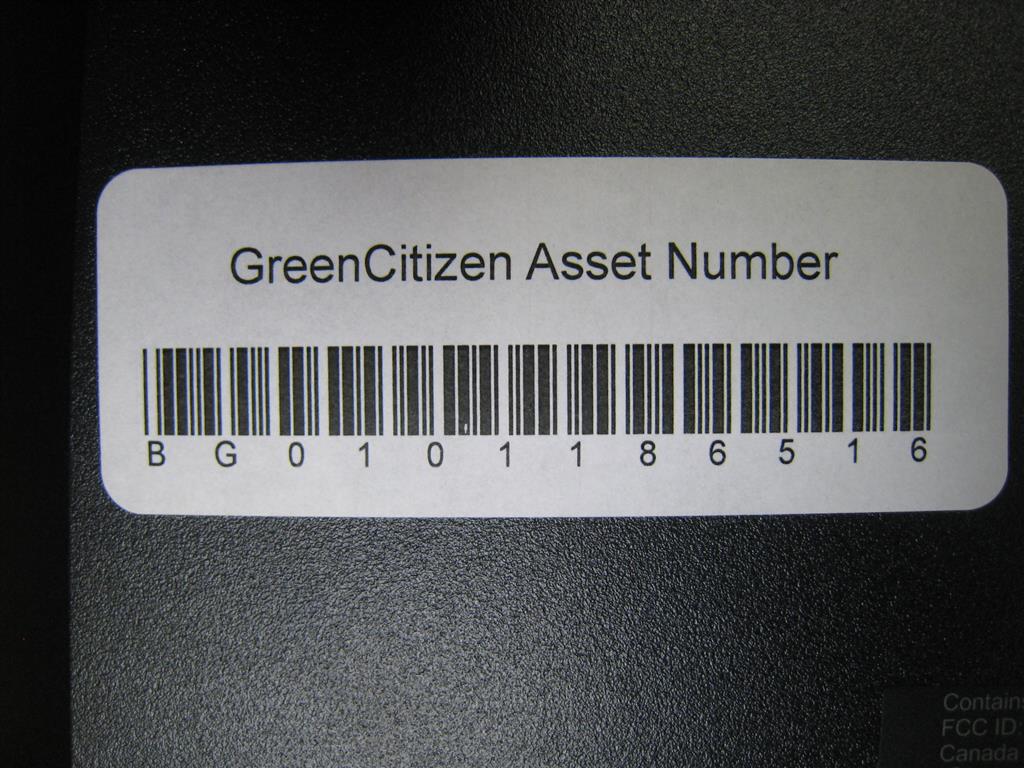 GreenCitizen Asset Number
B G 0 1 0 1 1 8 6 5 1 6
Contains
FCC ID:
Canada